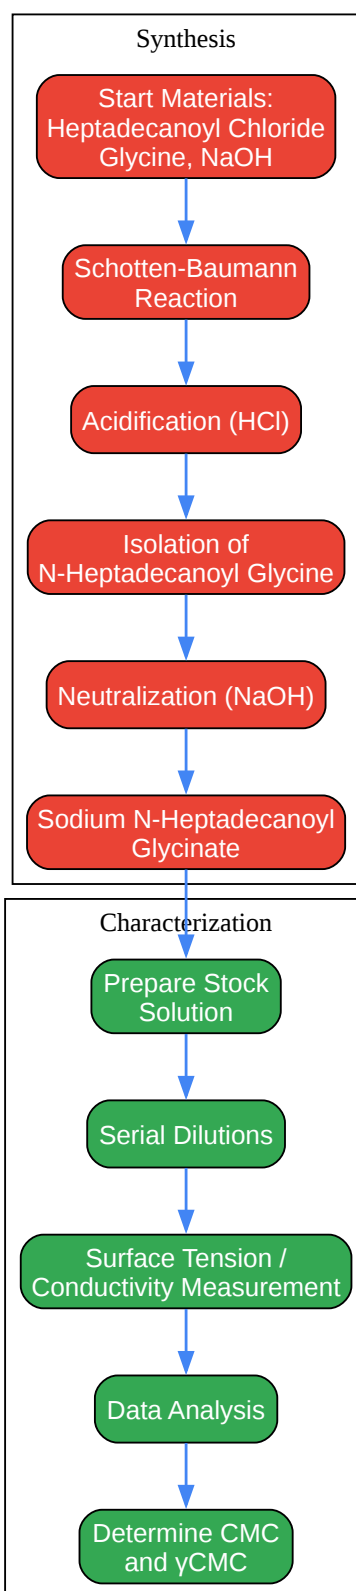 Synthesis
Start Materials:
Heptadecanoyl Chloride
Glycine, NaOH
Schotten-Baumann
Reaction
Acidification (HCl)
Isolation of
N-Heptadecanoyl Glycine
Neutralization (NaOH)
Sodium N-Heptadecanoyl
Glycinate
Characterization
Prepare Stock
Solution
Serial Dilutions
Surface Tension /
Conductivity Measurement
Data Analysis
Determine CMC
and γCMC